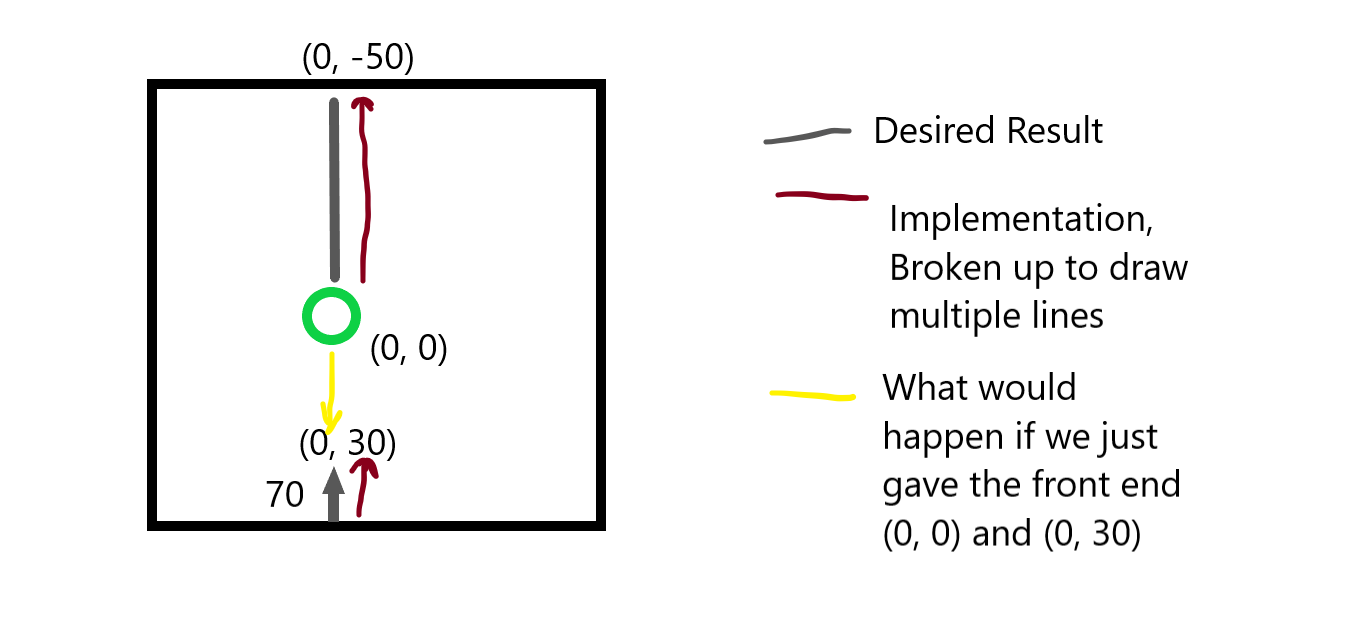 (0, -50)
Desired Result
Implementation,
Broken up to draw
multiple lines
(0, 0)
What would
happen if we just
gave the front end
(0, 0) and (0, 30)
(0, 30)
70